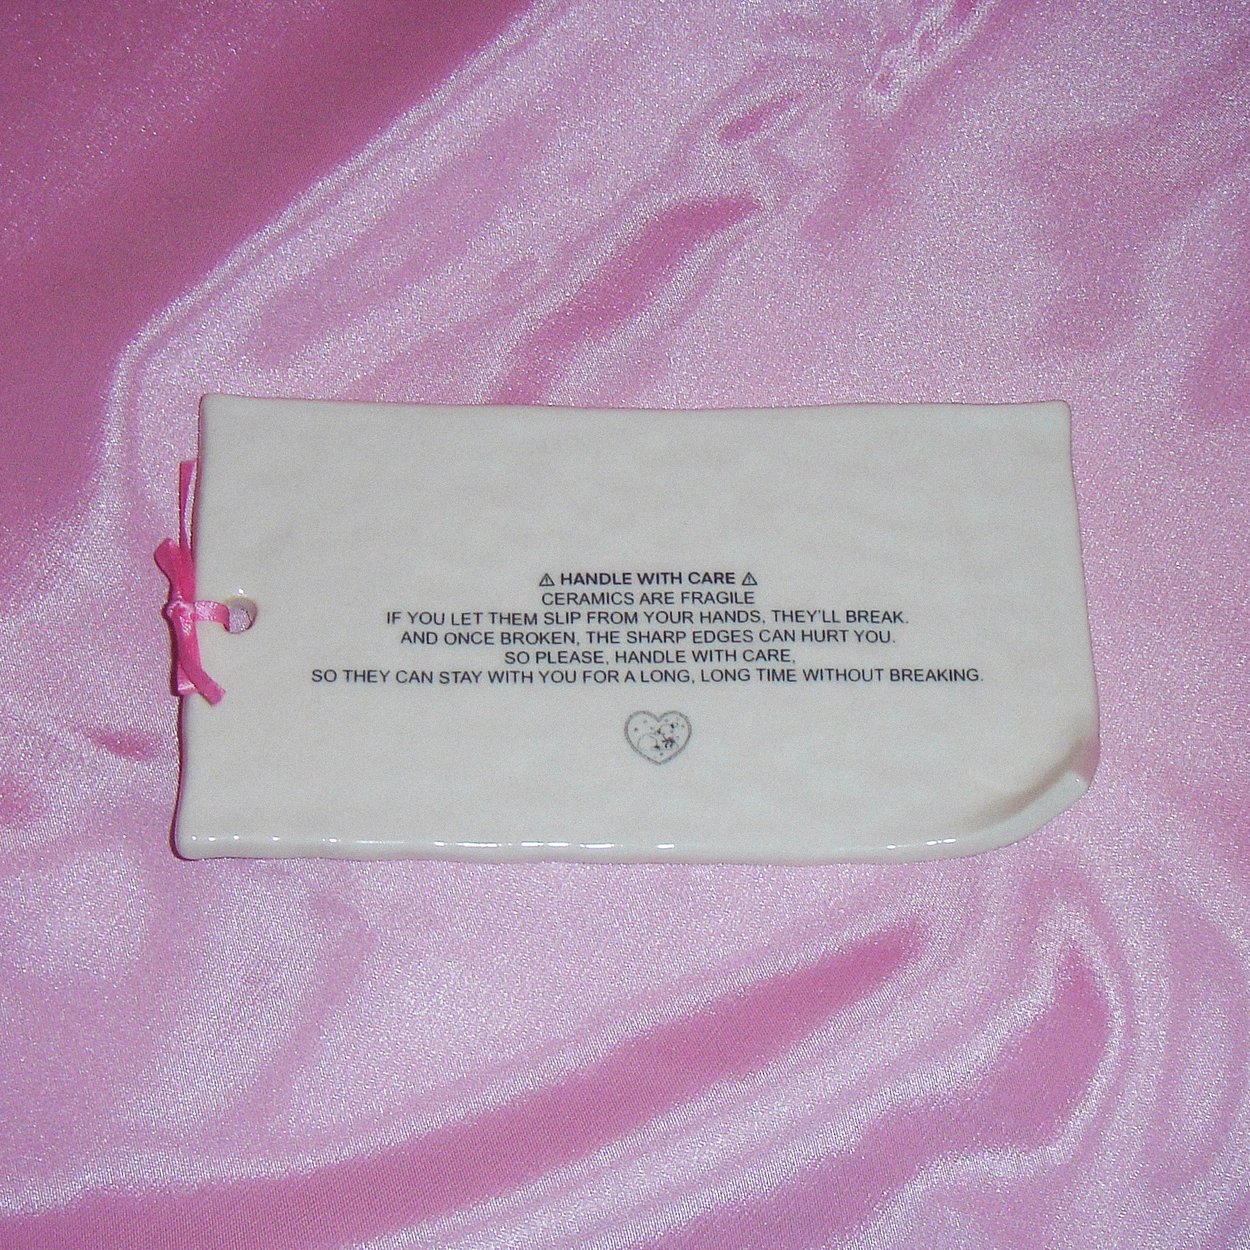 ⚠ HANDLE WITH CARE ⚠
CERAMICS ARE FRAGILE
IF YOU LET THEM SLIP FROM YOUR HANDS, THEY'LL BREAK.
AND ONCE BROKEN, THE SHARP EDGES CAN HURT YOU.
SO PLEASE, HANDLE WITH CARE,
SO THEY CAN STAY WITH YOU FOR A LONG, LONG TIME WITHOUT BREAKING.